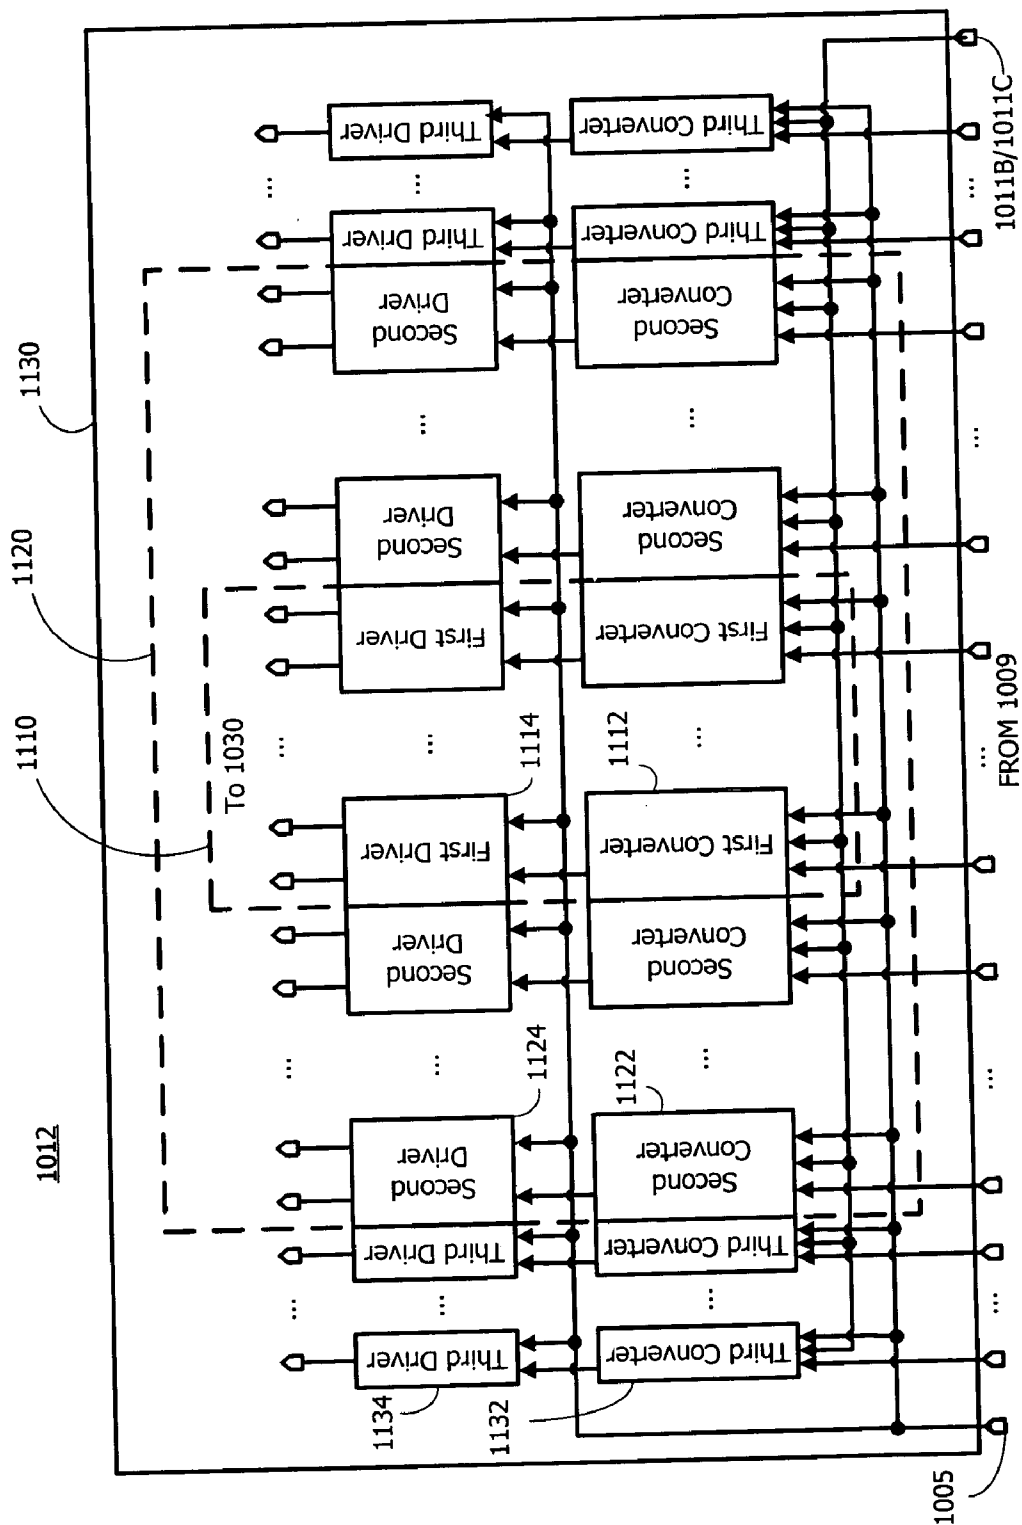 1012
1130
1120
1110
To 1030
...
...
...
...
...
Third Driver
Third Driver
Second
Driver
Second
Driver
First Driver
First Driver
Second
Driver
Second
Driver
Third Driver
Third Driver
1134
1124
1114
...
...
...
...
...
Third Converter
Third Converter
Second
Converter
Second
Converter
First Converter
First Converter
Second
Converter
Second
Converter
Third Converter
Third Converter
1132
1122
1112
...
...
...
...
...
1005
...
...
...
...
...
FROM 1009
1011B/1011C